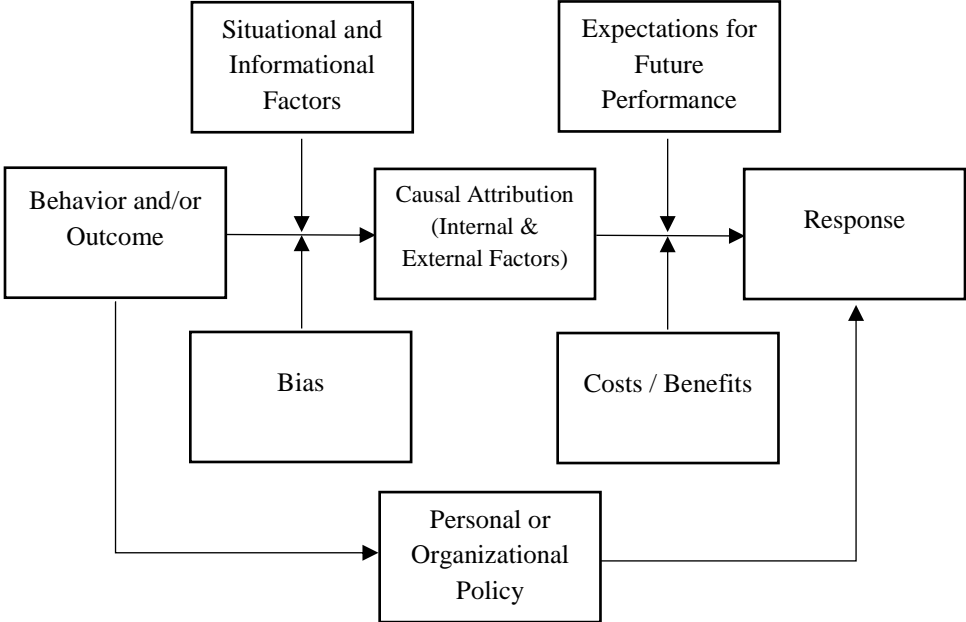 Situational and
Informational
Factors
Expectations for
Future
Performance
Behavior and/or
Outcome
Causal Attribution
(Internal &
External Factors)
Response
Bias
Costs / Benefits
Personal or
Organizational
Policy